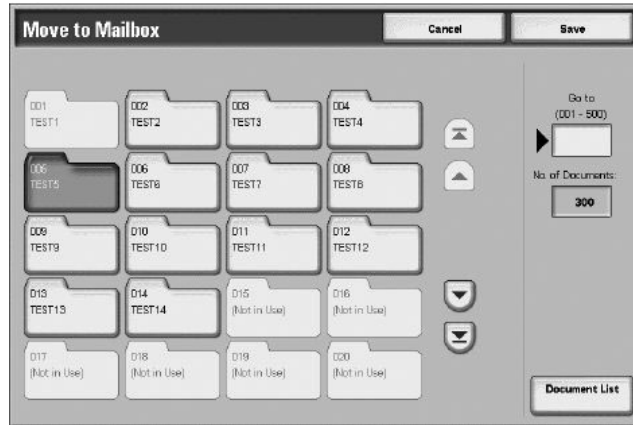 Move to Mailbox
Cancel
Save
001
TEST1
002
TEST2
003
TEST3
004
TEST4
Go to
(001 - 500)
005
TEST5
006
TEST6
007
TEST7
008
TEST8
No. of Documents:
300
009
TEST9
010
TEST10
011
TEST11
012
TEST12
013
TEST13
014
TEST14
015
(Not in Use)
016
(Not in Use)
017
(Not in Use)
018
(Not in Use)
019
(Not in Use)
020
(Not in Use)
Document List